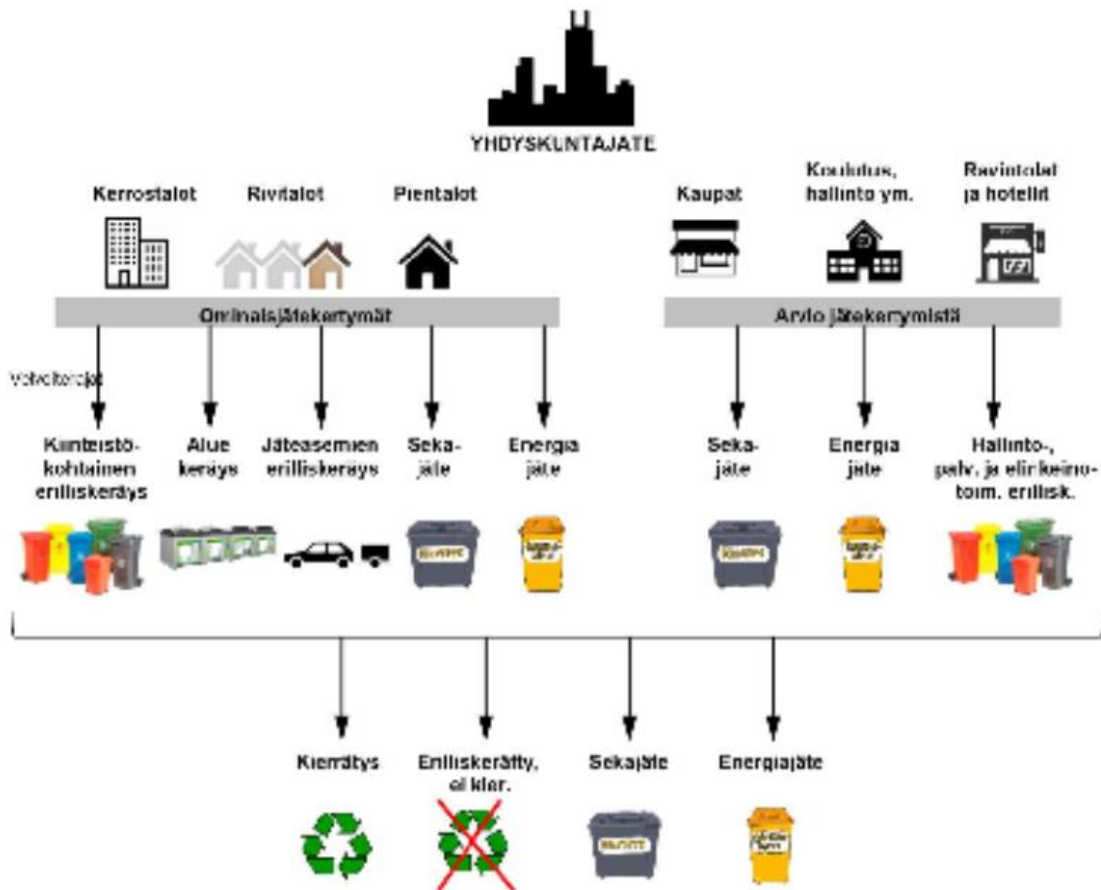 YHDYSKUNTAJÄTE
Kerrostalot
Rivitalot
Pientalot
Kaupat
Koulutus,
hallinto ym.
Ravintolat
ja hotellit
Ominaisjätekertymät
Arvio jätekertymistä
Velvoiterajat
Kiinteistö-
kohtainen
erilliskeräys
Alue
keräys
Jäteasemien
erilliskeräys
Seka-
jäte
Energia
jäte
Seka-
jäte
Energia
jäte
Hallinto-,
palv. ja elinkeino-
toim. erillisk.
Kierrätys
Erilliskerätty,
ei kier.
Sekajäte
Energiajäte